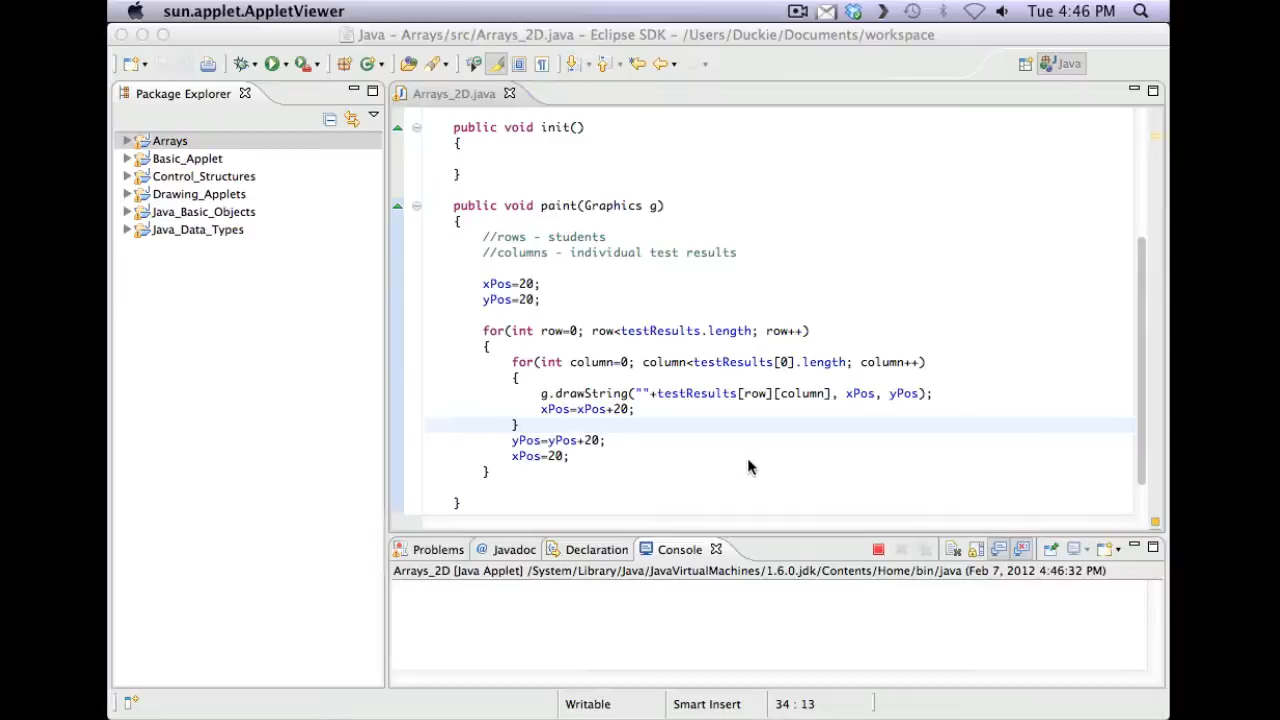 sun.applet.AppletViewer
Tue 4:46 PM
Java - Arrays/src/Arrays_2D.java - Eclipse SDK - /Users/Duckie/Documents/workspace
Java
Package Explorer
Arrays
Basic_Applet
Control_Structures
Drawing_Applets
Java_Basic_Objects
Java_Data_Types
Arrays_2D.java
public void init()
{
}
public void paint(Graphics g)
{
//rows - students
//columns - individual test results
xPos=20;
yPos=20;
for(int row=0; row<testResults.length; row++)
{
for(int column=0; column<testResults[0].length; column++)
{
g.drawString(""+testResults[row][column], xPos, yPos);
xPos=xPos+20;
}
yPos=yPos+20;
xPos=20;
}
}
Problems
@ Javadoc
Declaration
Console
Arrays_2D [Java Applet] /System/Library/Java/JavaVirtualMachines/1.6.0.jdk/Contents/Home/bin/java (Feb 7, 2012 4:46:32 PM)
Writable
Smart Insert
34 : 13